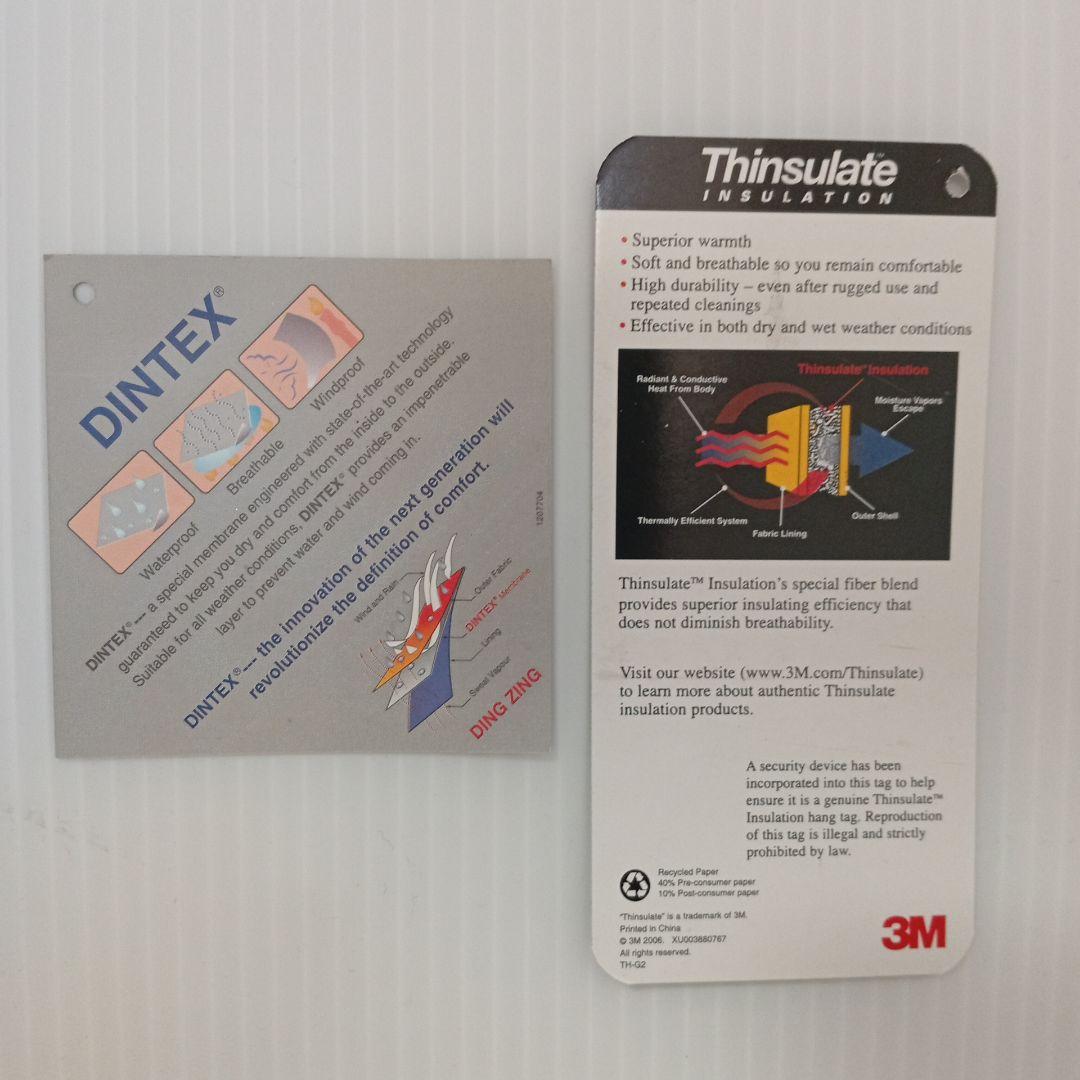 DINTEX®
Waterproof
Breathable
Windproof
DINTEX®--- a special membrane engineered with state-of-the-art technology
guaranteed to keep you dry and comfort from the inside to the outside.
Suitable for all weather conditions, DINTEX® provides an impenetrable
layer to prevent water and wind coming in.
DINTEX®--- the innovation of the next generation will
revolutionize the definition of comfort.
1207704
Wind and Rain
Outer Fabric
DINTEX® Membrane
Lining
Sweat Vapour
DING ZING
Thinsulate™
INSULATION
• Superior warmth
• Soft and breathable so you remain comfortable
• High durability – even after rugged use and
repeated cleanings
• Effective in both dry and wet weather conditions
Thinsulate™ Insulation
Radiant & Conductive
Heat From Body
Moisture Vapors
Escape
Thermally Efficient System
Fabric Lining
Outer Shell
Thinsulate™ Insulation's special fiber blend
provides superior insulating efficiency that
does not diminish breathability.
Visit our website (www.3M.com/Thinsulate)
to learn more about authentic Thinsulate
insulation products.
A security device has been
incorporated into this tag to help
ensure it is a genuine Thinsulate™
Insulation hang tag. Reproduction
of this tag is illegal and strictly
prohibited by law.
Recycled Paper
40% Pre-consumer paper
10% Post-consumer paper
"Thinsulate" is a trademark of 3M.
Printed in China
© 3M 2006. XU003880767
All rights reserved.
TH-G2
3M